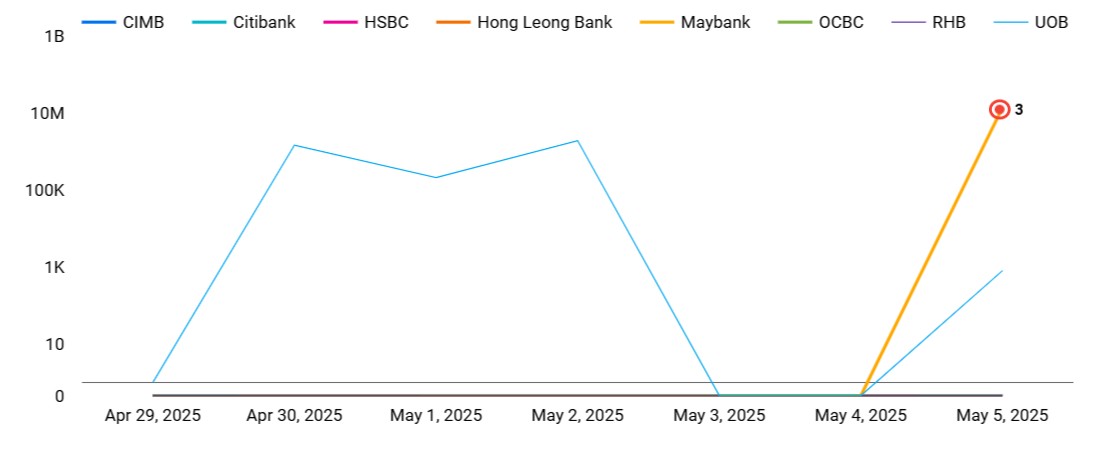 CIMB Citibank HSBC Hong Leong Bank Maybank OCBC RHB UOB
1B
10M
3
100K
1K
10
0
Apr 29, 2025 Apr 30, 2025 May 1, 2025 May 2, 2025 May 3, 2025 May 4, 2025 May 5, 2025